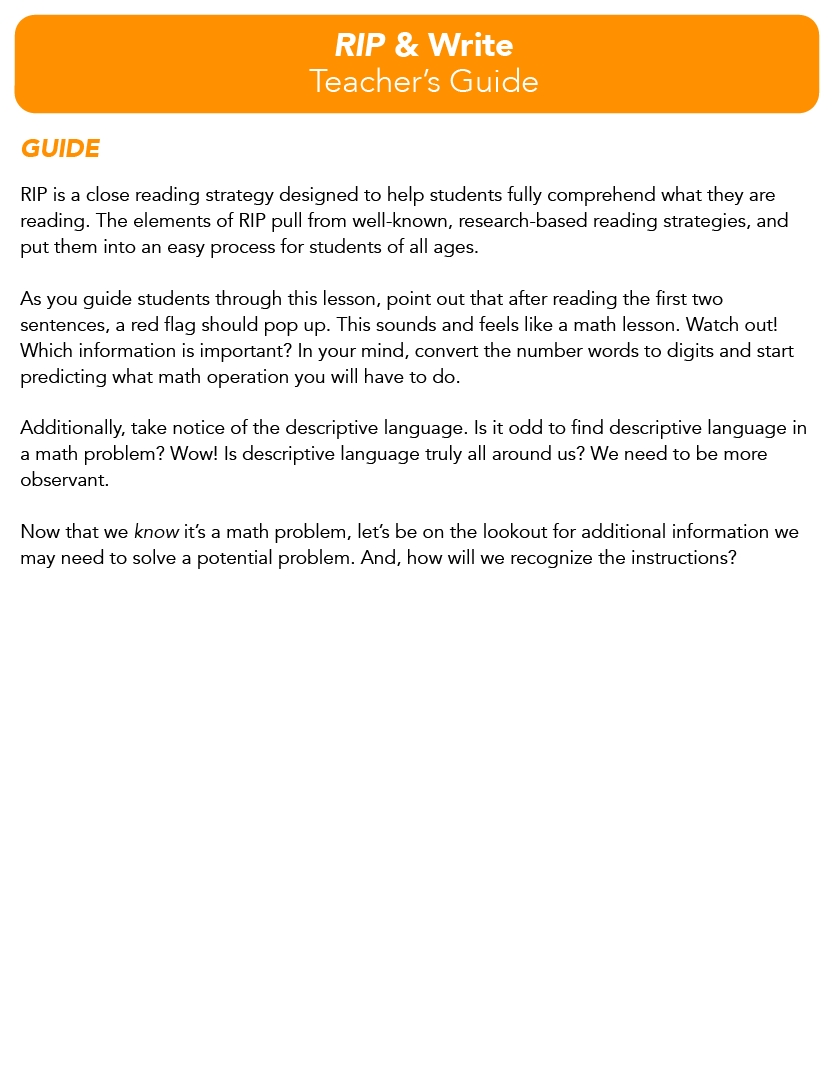 RIP & Write
Teacher’s Guide
GUIDE
RIP is a close reading strategy designed to help students fully comprehend what they are
reading. The elements of RIP pull from well-known, research-based reading strategies, and
put them into an easy process for students of all ages.
As you guide students through this lesson, point out that after reading the first two
sentences, a red flag should pop up. This sounds and feels like a math lesson. Watch out!
Which information is important? In your mind, convert the number words to digits and start
predicting what math operation you will have to do.
Additionally, take notice of the descriptive language. Is it odd to find descriptive language in
a math problem? Wow! Is descriptive language truly all around us? We need to be more
observant.
Now that we know it’s a math problem, let’s be on the lookout for additional information we
may need to solve a potential problem. And, how will we recognize the instructions?